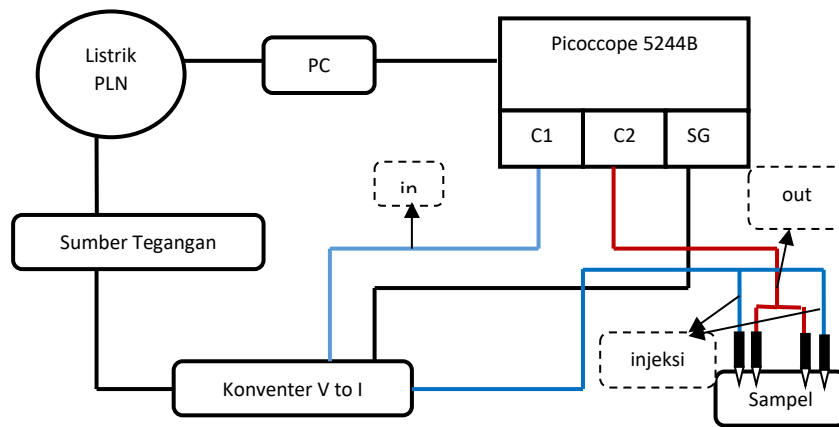 Listrik
PLN
PC
Picoccope 5244B
C1
C2
SG
in
out
Sumber Tegangan
injeksi
Konventer V to I
Sampel